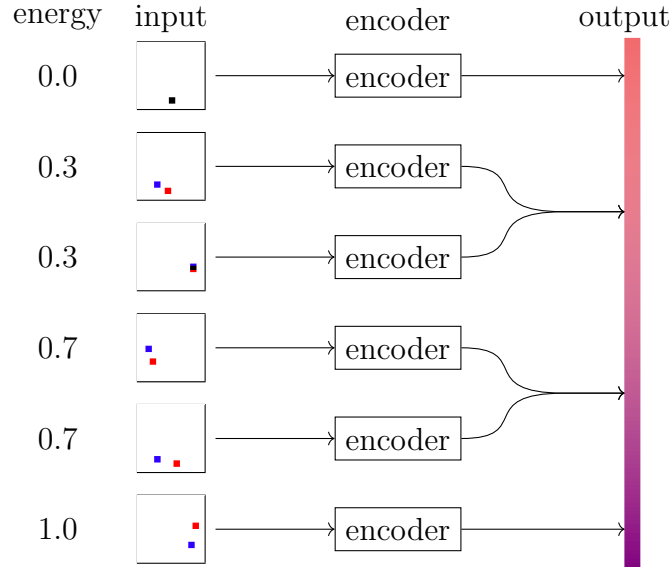 energy input encoder output
0.0 encoder
0.3 encoder
0.3 encoder
0.7 encoder
0.7 encoder
1.0 encoder